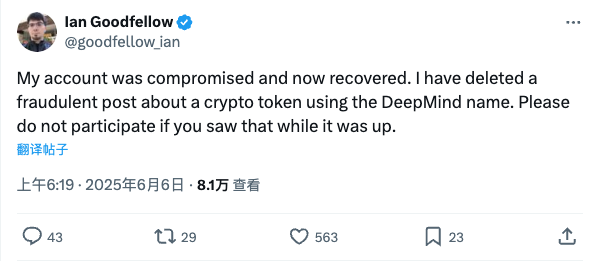 Ian Goodfellow
@goodfellow_ian
My account was compromised and now recovered. I have deleted a
fraudulent post about a crypto token using the DeepMind name. Please
do not participate if you saw that while it was up.
翻译帖子
上午6:19 · 2025年6月6日 · 8.1万 查看
43 29 563 23